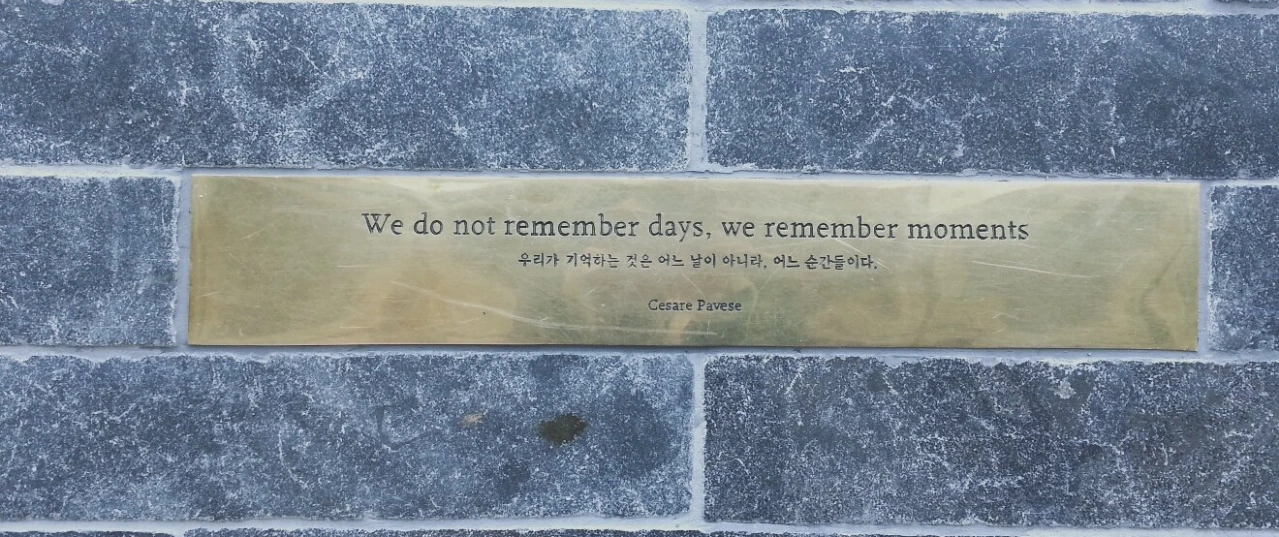 We do not remember days, we remember moments
우리가 기억하는 것은 어느 날이 아니라, 어느 순간들이다.
Cesare Pavese